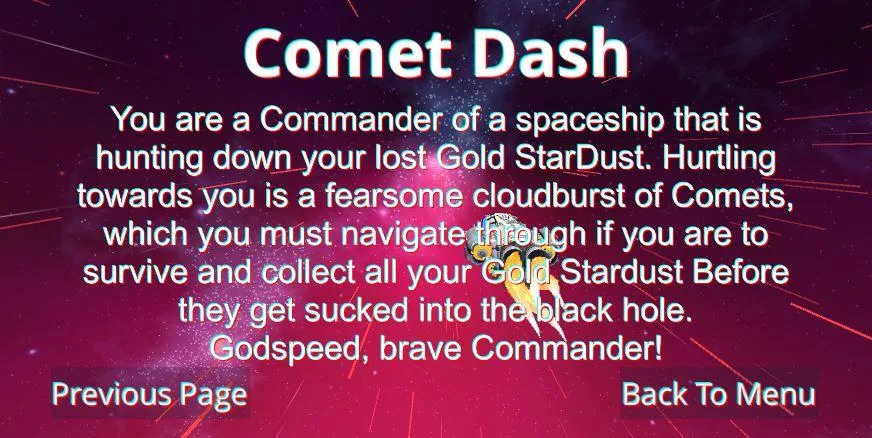 Comet Dash
You are a Commander of a spaceship that is
hunting down your lost Gold StarDust. Hurtling
towards you is a fearsome cloudburst of Comets,
which you must navigate through if you are to
survive and collect all your Gold Stardust Before
they get sucked into the black hole.
Godspeed, brave Commander!
Previous Page
Back To Menu